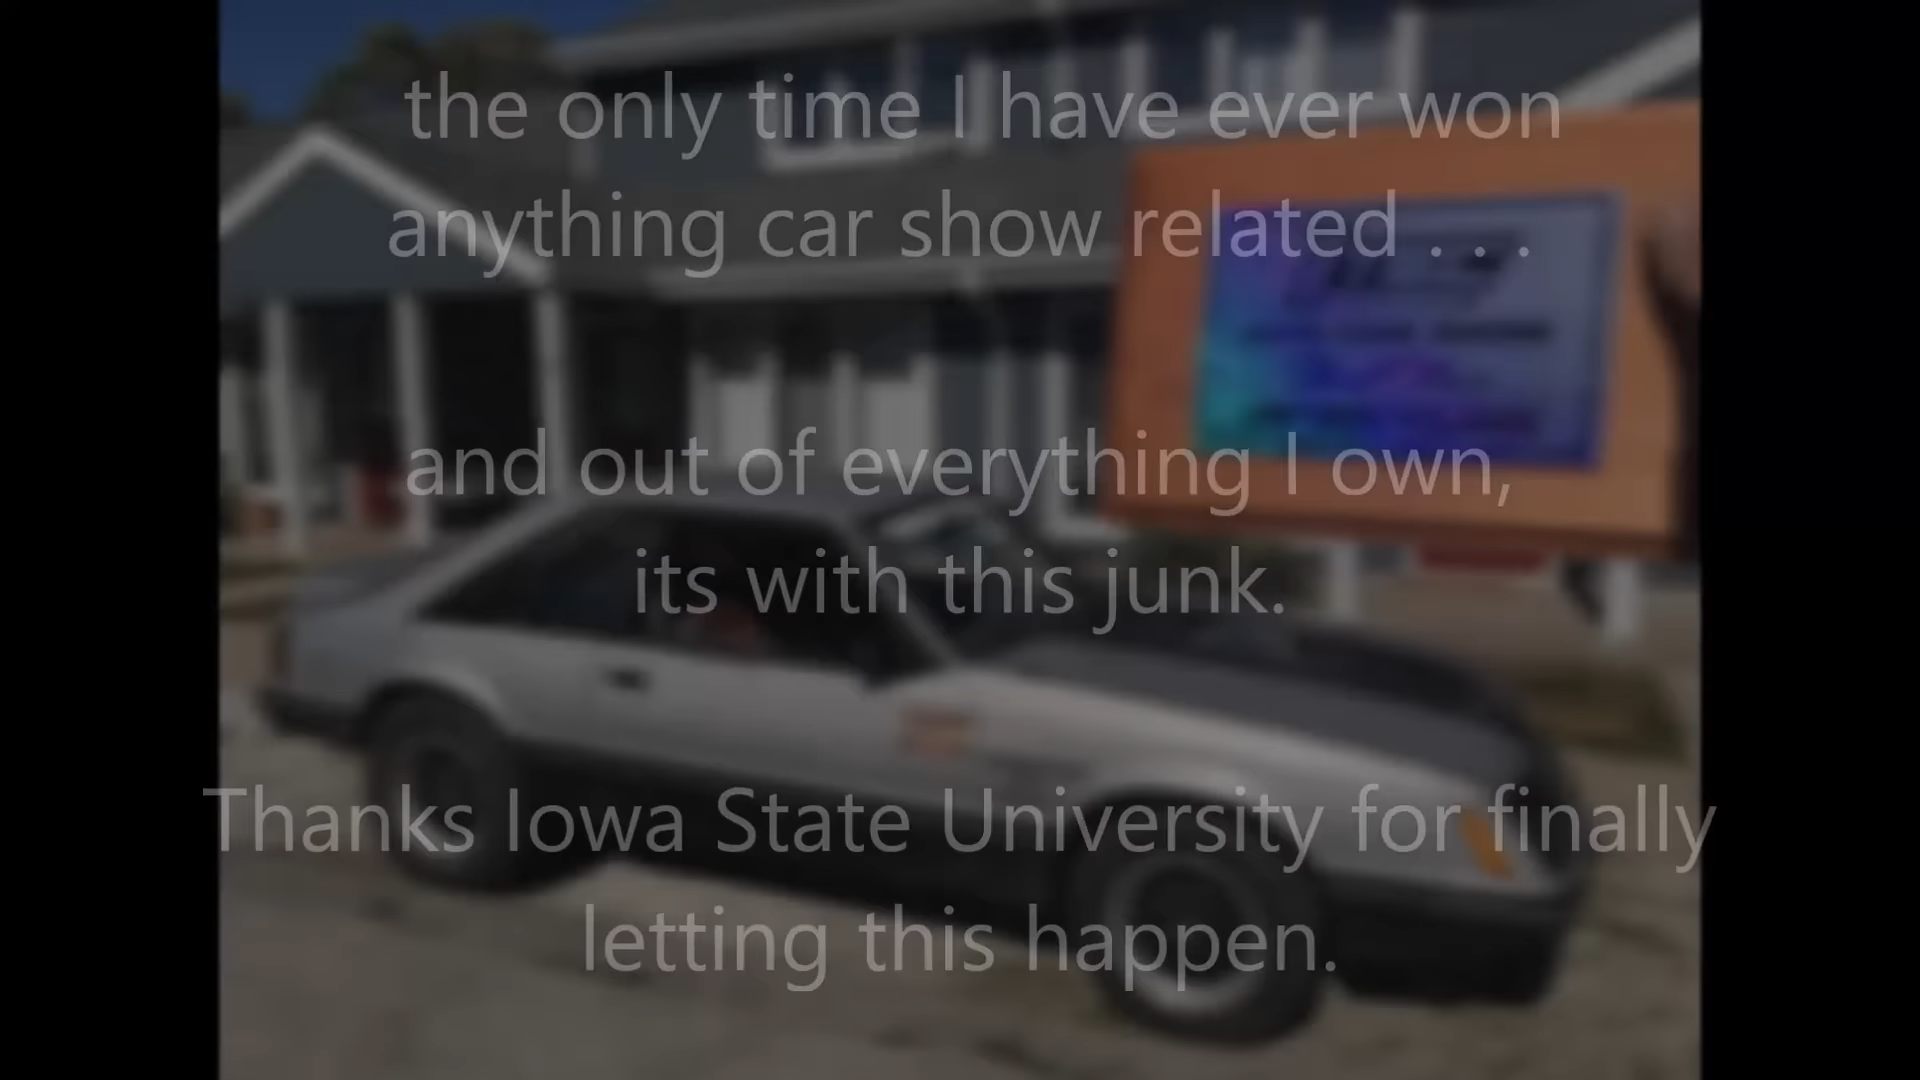 the only time I have ever won
anything car show related . . .
and out of everything I own,
its with this junk.
Thanks Iowa State University for finally
letting this happen.